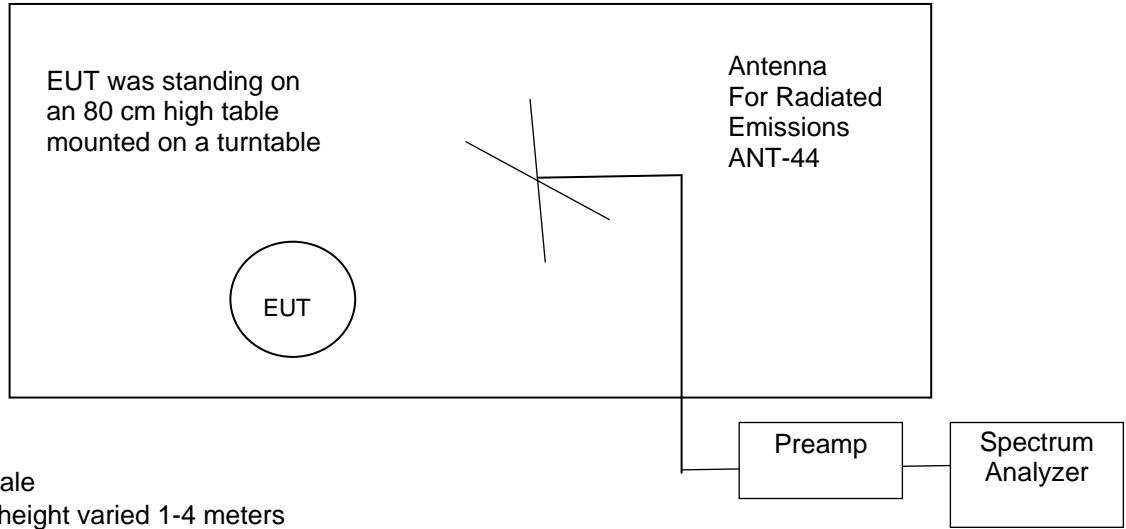 EUT was standing on
an 80 cm high table
mounted on a turntable
Antenna
For Radiated
Emissions
ANT-44
EUT
Preamp
Spectrum
Analyzer
height varied 1-4 meters